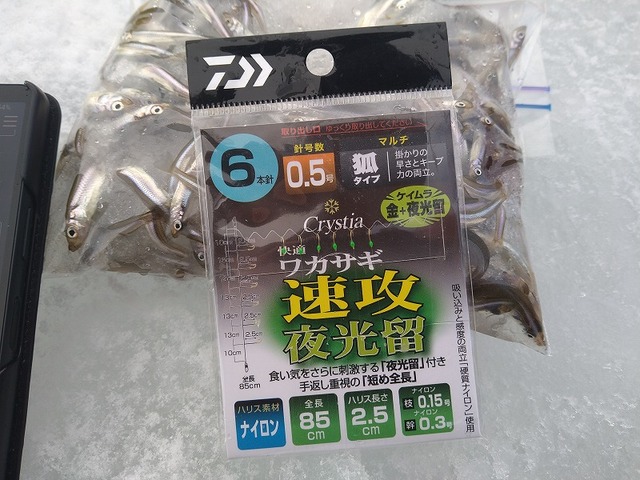 取り出し口 ゆっくり取り出してください
6本針
針号数
0.5号
マルチ
狐
タイプ
掛かりの
早さとキープ
力の両立。
ケイムラ
金+夜光留
Crystia
快適
ワカサギ
速攻
夜光留
食い気をさらに刺激する「夜光留」付き
手返し重視の「短め全長」
吸い込みと感度の両立「硬質ナイロン」使用
10cm
全長
85cm
ハリス素材
ナイロン
全長
85cm
ハリス長さ
2.5cm
ナイロン
枝 0.15号
ナイロン
幹 0.3号